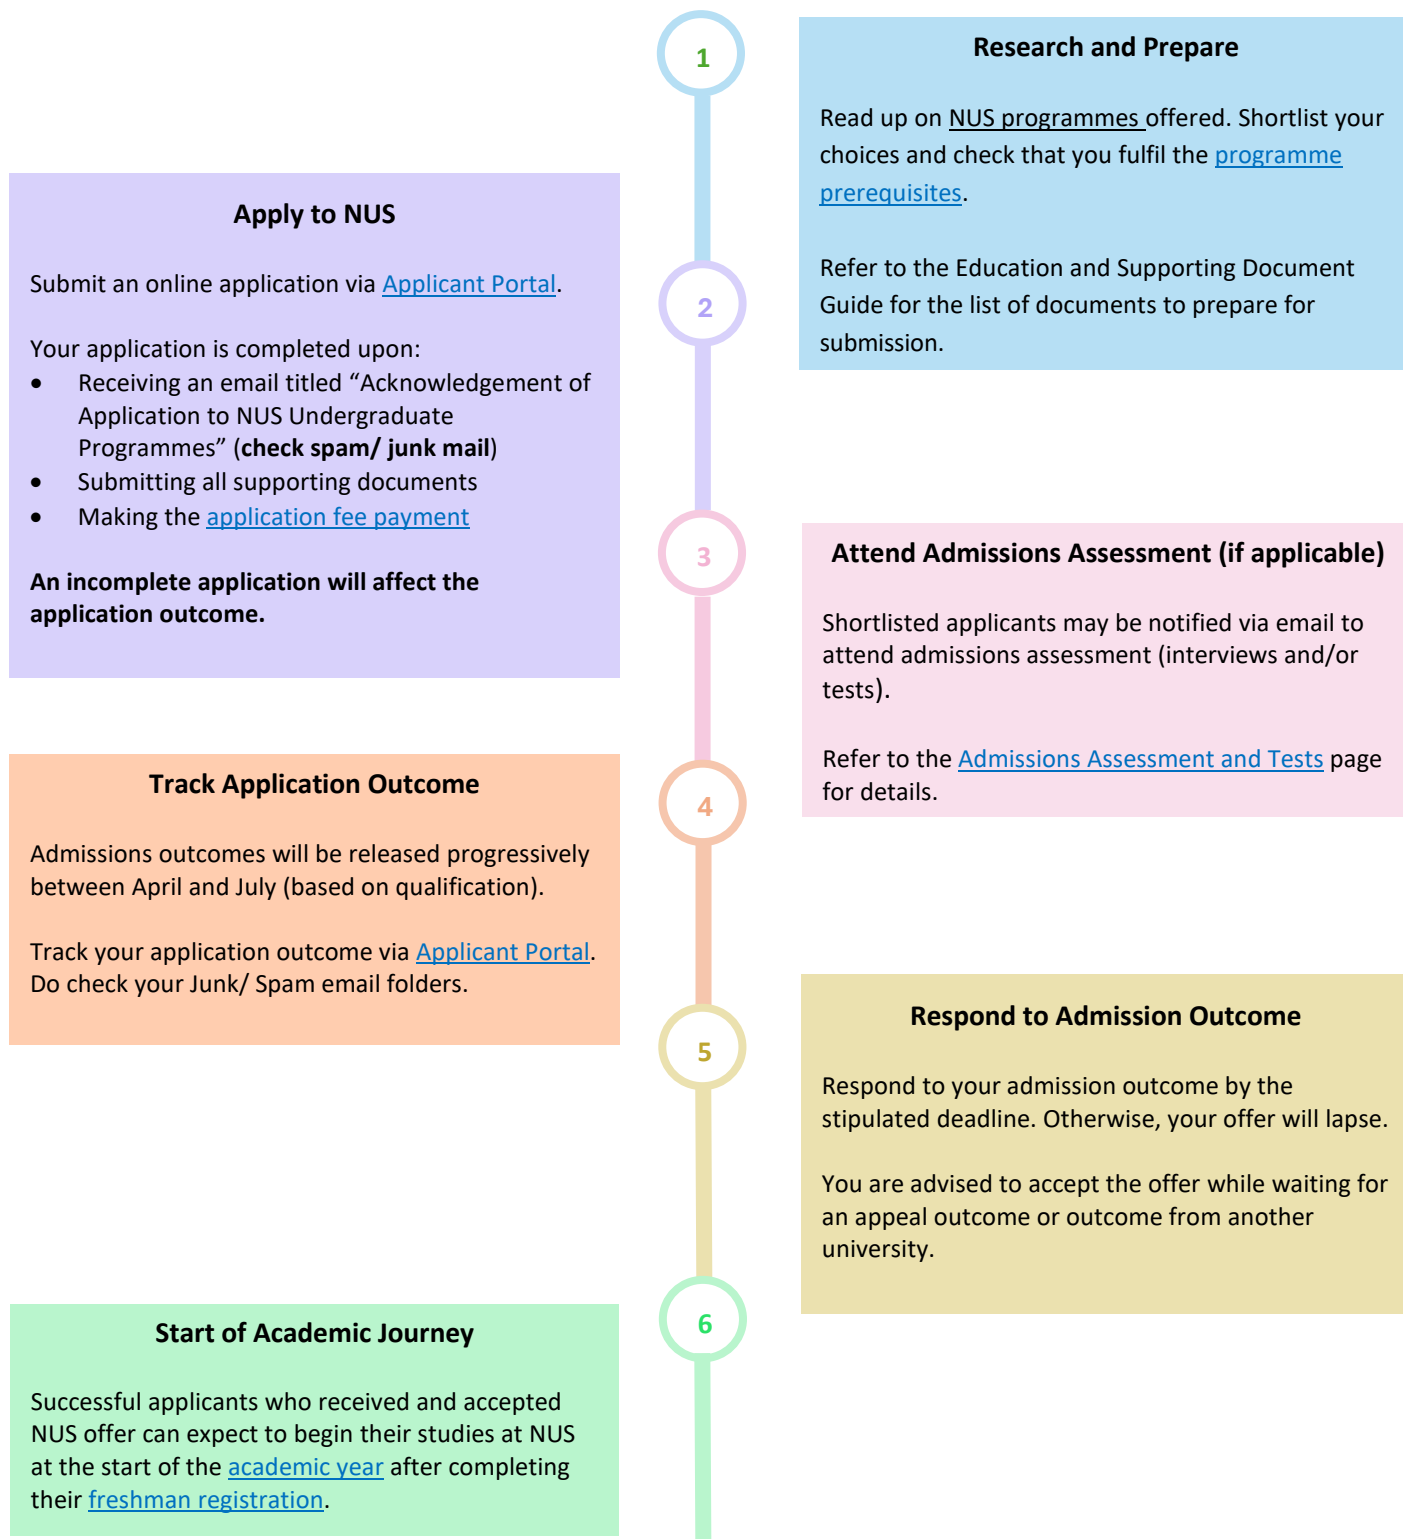 1
Research and Prepare
Read up on NUS programmes offered. Shortlist your
choices and check that you fulfil the programme
prerequisites.
Refer to the Education and Supporting Document
Guide for the list of documents to prepare for
submission.
2
Apply to NUS
Submit an online application via Applicant Portal.
Your application is completed upon:
• Receiving an email titled “Acknowledgement of
Application to NUS Undergraduate
Programmes” (check spam/ junk mail)
• Submitting all supporting documents
• Making the application fee payment
An incomplete application will affect the
application outcome.
3
Attend Admissions Assessment (if applicable)
Shortlisted applicants may be notified via email to
attend admissions assessment (interviews and/or
tests).
Refer to the Admissions Assessment and Tests page
for details.
4
Track Application Outcome
Admissions outcomes will be released progressively
between April and July (based on qualification).
Track your application outcome via Applicant Portal.
Do check your Junk/ Spam email folders.
5
Respond to Admission Outcome
Respond to your admission outcome by the
stipulated deadline. Otherwise, your offer will lapse.
You are advised to accept the offer while waiting for
an appeal outcome or outcome from another
university.
6
Start of Academic Journey
Successful applicants who received and accepted
NUS offer can expect to begin their studies at NUS
at the start of the academic year after completing
their freshman registration.